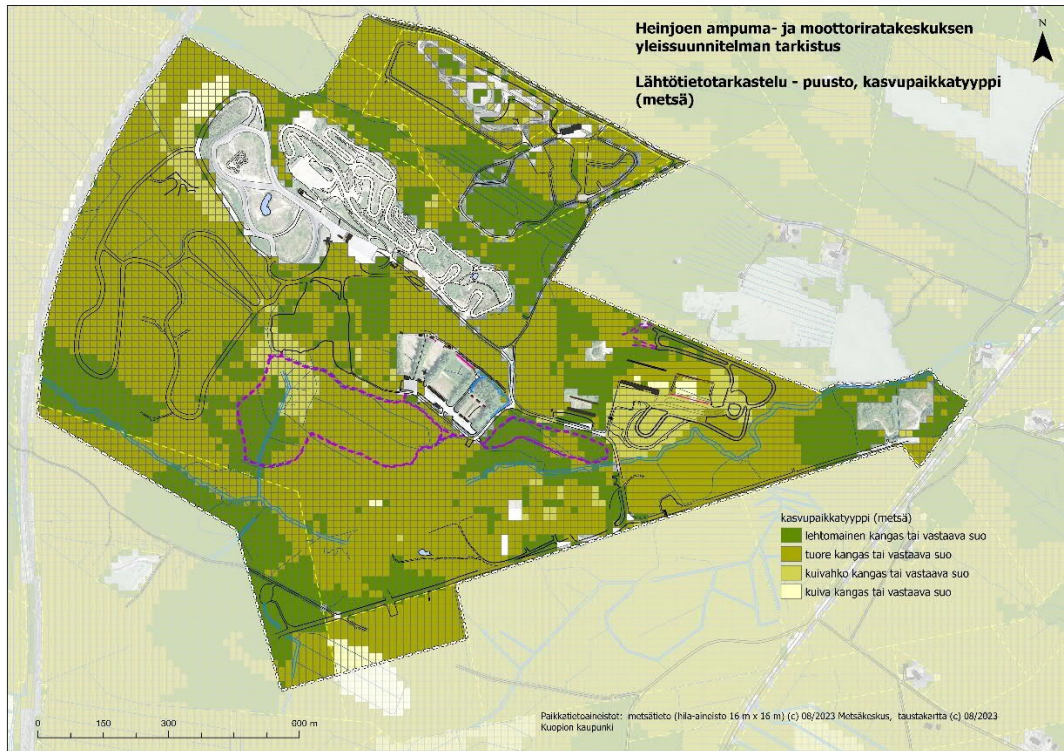 Heinjoen ampuma- ja moottoriratakeskuksen
yleissuunnitelman tarkistus
Lähtötietotarkastelu - puusto, kasvupaikkatyyppi
(metsä)
N
kasvupaikkatyyppi (metsä)
lehtomainen kangas tai vastaava suo
tuore kangas tai vastaava suo
kuivahko kangas tai vastaava suo
kuiva kangas tai vastaava suo
0 150 300 600 m
Paikkatietoaineistot: metsätieto (hila-aineisto 16 m x 16 m) (c) 08/2023 Metsäkeskus, taustakartta (c) 08/2023
Kuopion kaupunki